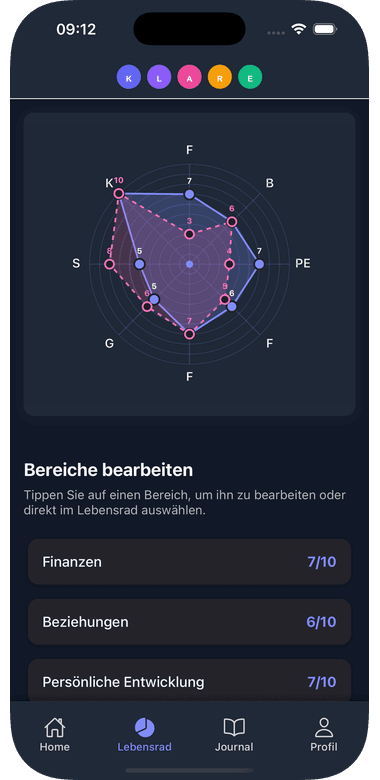 09:12
K L A R E
F
K 10
7
B
6
3
S
8
5
4
7
PE
6
5
5
6
G
7
F
F
Bereiche bearbeiten
Tippen Sie auf einen Bereich, um ihn zu bearbeiten oder
direkt im Lebensrad auswählen.
Finanzen 7/10
Beziehungen 6/10
Persönliche Entwicklung 7/10
Home Lebensrad Journal Profil